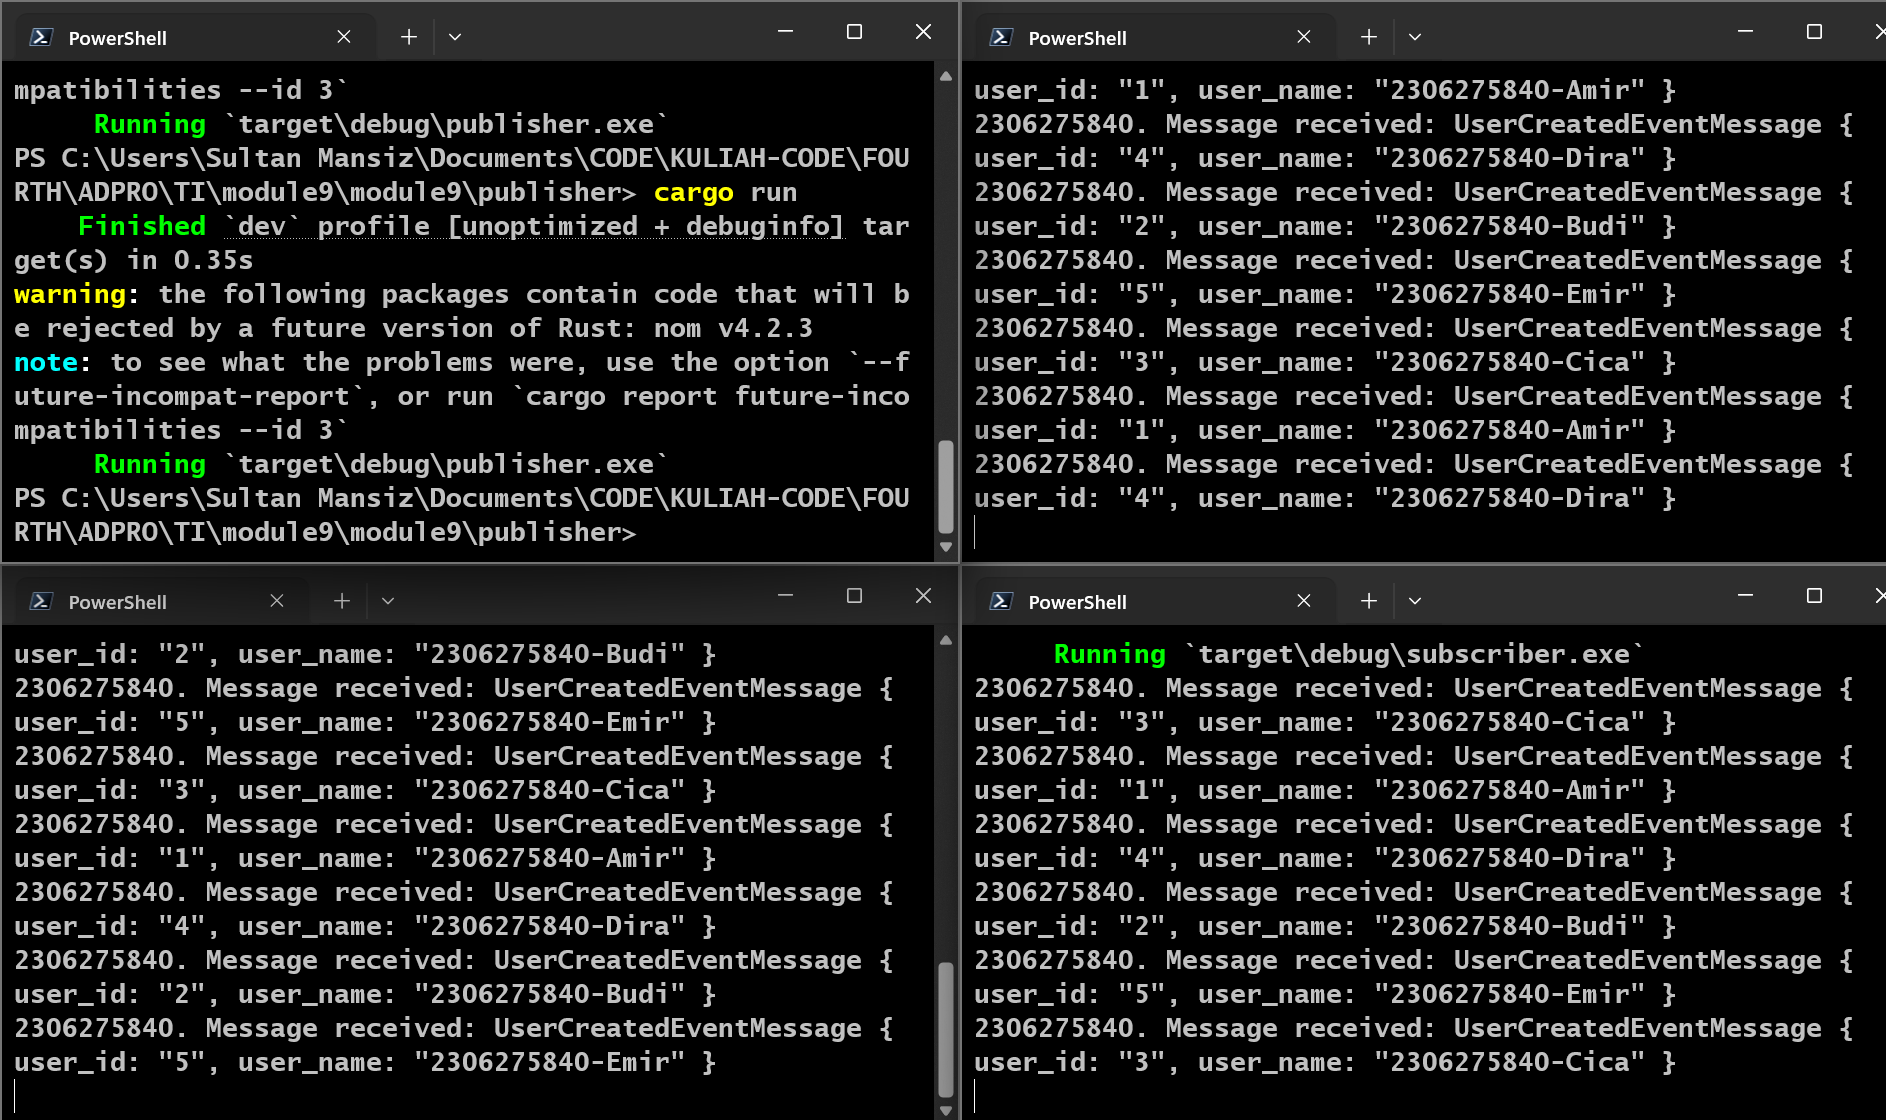 PowerShell
mpatibilities --id 3`
Running `target\debug\publisher.exe`
PS C:\Users\Sultan Mansiz\Documents\CODE\KULIAH-CODE\FOU
RTH\ADPRO\TI\module9\module9\publisher> cargo run
Finished `dev` profile [unoptimized + debuginfo] tar
get(s) in 0.35s
warning: the following packages contain code that will b
e rejected by a future version of Rust: nom v4.2.3
note: to see what the problems were, use the option `--f
uture-incompat-report`, or run `cargo report future-inco
mpatibilities --id 3`
Running `target\debug\publisher.exe`
PS C:\Users\Sultan Mansiz\Documents\CODE\KULIAH-CODE\FOU
RTH\ADPRO\TI\module9\module9\publisher>
PowerShell
user_id: "1", user_name: "2306275840-Amir" }
2306275840. Message received: UserCreatedEventMessage {
user_id: "4", user_name: "2306275840-Dira" }
2306275840. Message received: UserCreatedEventMessage {
user_id: "2", user_name: "2306275840-Budi" }
2306275840. Message received: UserCreatedEventMessage {
user_id: "5", user_name: "2306275840-Emir" }
2306275840. Message received: UserCreatedEventMessage {
user_id: "3", user_name: "2306275840-Cica" }
2306275840. Message received: UserCreatedEventMessage {
user_id: "1", user_name: "2306275840-Amir" }
2306275840. Message received: UserCreatedEventMessage {
user_id: "4", user_name: "2306275840-Dira" }
PowerShell
user_id: "2", user_name: "2306275840-Budi" }
2306275840. Message received: UserCreatedEventMessage {
user_id: "5", user_name: "2306275840-Emir" }
2306275840. Message received: UserCreatedEventMessage {
user_id: "3", user_name: "2306275840-Cica" }
2306275840. Message received: UserCreatedEventMessage {
user_id: "1", user_name: "2306275840-Amir" }
2306275840. Message received: UserCreatedEventMessage {
user_id: "4", user_name: "2306275840-Dira" }
2306275840. Message received: UserCreatedEventMessage {
user_id: "2", user_name: "2306275840-Budi" }
2306275840. Message received: UserCreatedEventMessage {
user_id: "5", user_name: "2306275840-Emir" }
PowerShell
Running `target\debug\subscriber.exe`
2306275840. Message received: UserCreatedEventMessage {
user_id: "3", user_name: "2306275840-Cica" }
2306275840. Message received: UserCreatedEventMessage {
user_id: "1", user_name: "2306275840-Amir" }
2306275840. Message received: UserCreatedEventMessage {
user_id: "4", user_name: "2306275840-Dira" }
2306275840. Message received: UserCreatedEventMessage {
user_id: "2", user_name: "2306275840-Budi" }
2306275840. Message received: UserCreatedEventMessage {
user_id: "5", user_name: "2306275840-Emir" }
2306275840. Message received: UserCreatedEventMessage {
user_id: "3", user_name: "2306275840-Cica" }